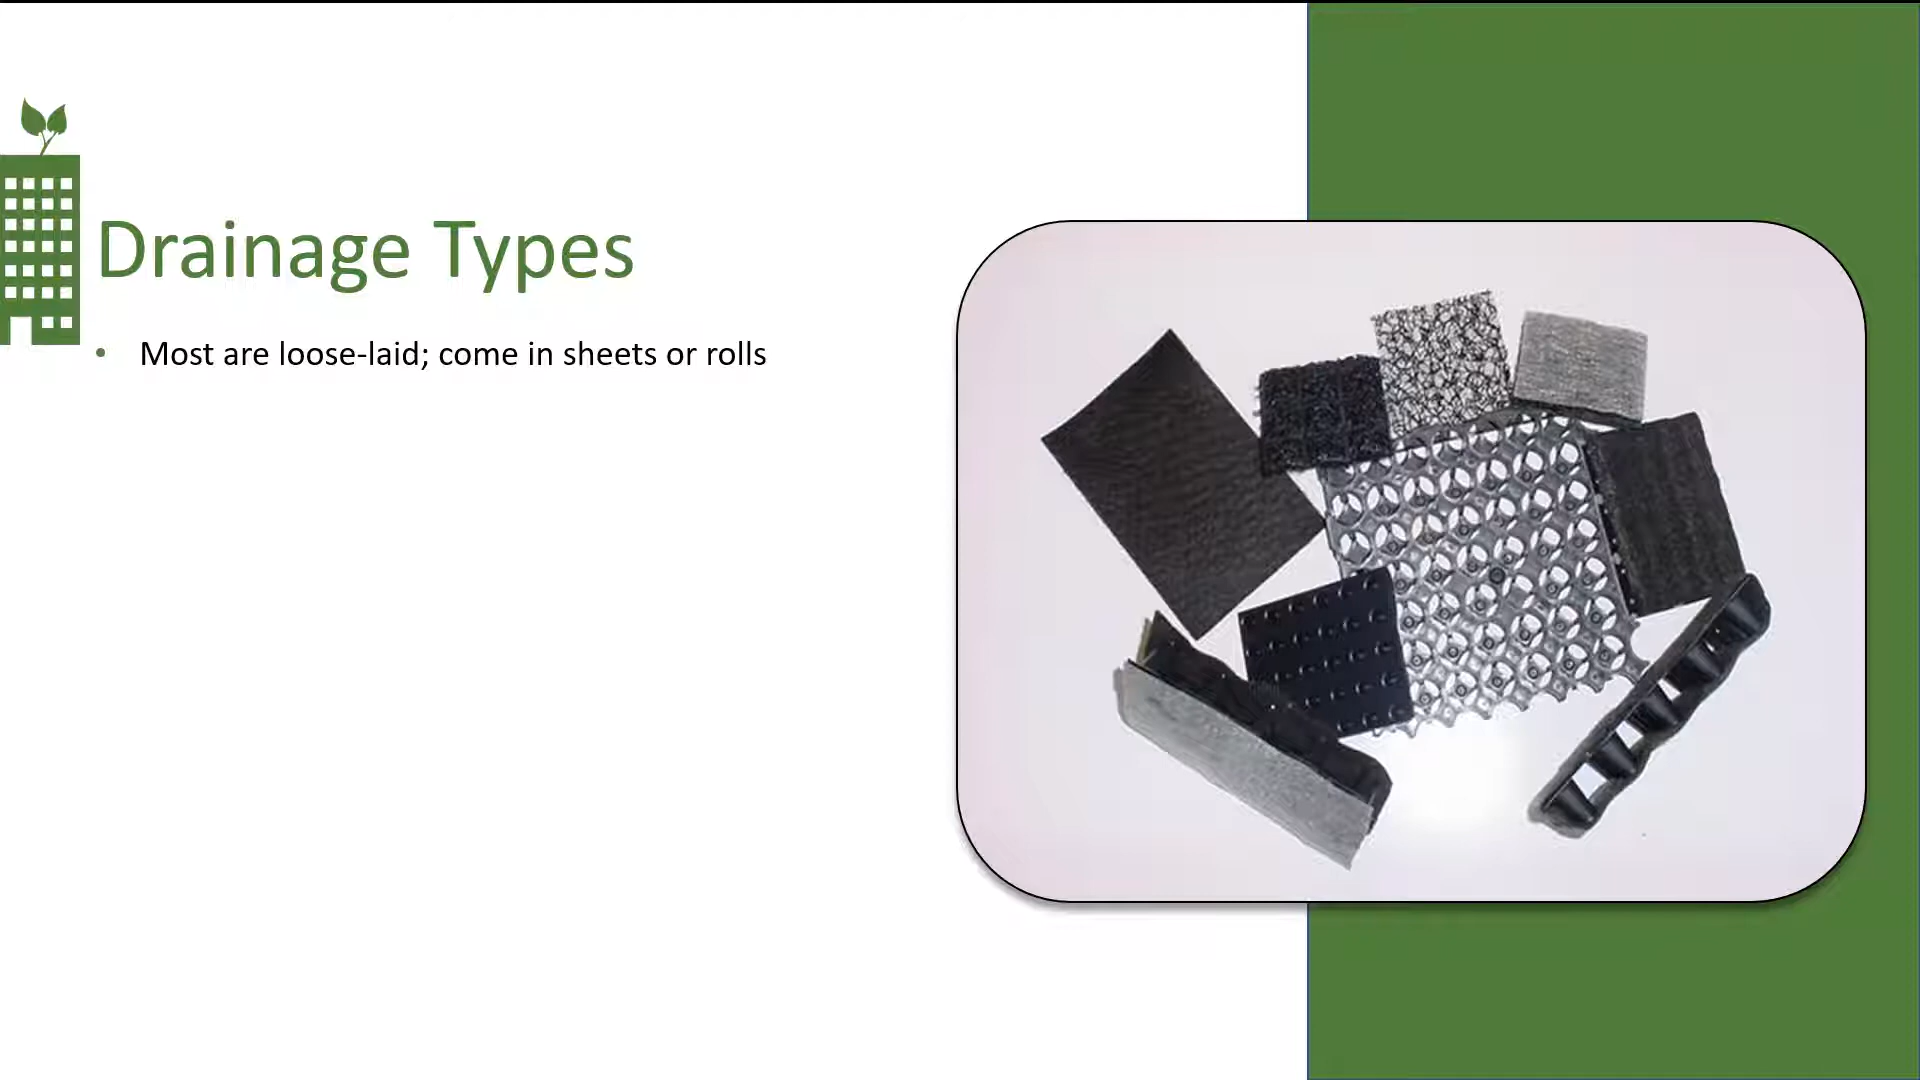 Drainage Types
• Most are loose-laid; come in sheets or rolls